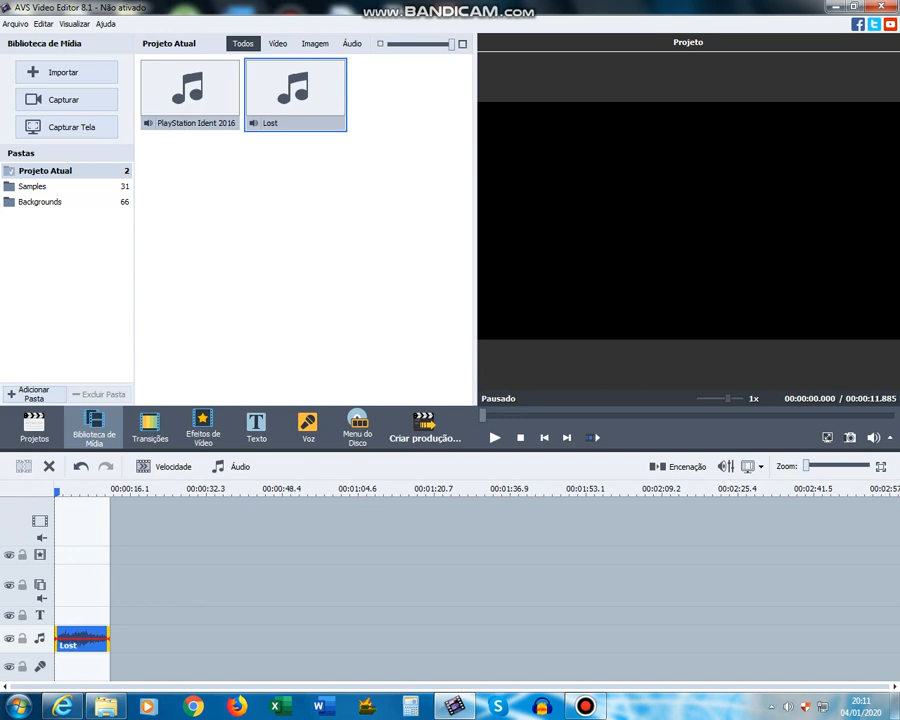 AVS Video Editor 8.1 - Não ativado
www.BANDICAM.com
Arquivo Editar Visualizar Ajuda
Biblioteca de Mídia
Projeto Atual
Todos
Vídeo
Imagem
Áudio
Projeto
Importar
Capturar
Capturar Tela
PlayStation Ident 2016
Lost
Pastas
Projeto Atual 2
Samples 31
Backgrounds 66
Adicionar Pasta
Excluir Pasta
Pausado
1x
00:00:00.000 / 00:00:11.885
Projetos
Biblioteca de Mídia
Transições
Efeitos de Vídeo
Texto
Voz
Menu do Disco
Criar produção...
Velocidade
Áudio
Encenação
Zoom:
00:00:16.1 00:00:32.3 00:00:48.4 00:01:04.6 00:01:20.7 00:01:36.9 00:01:53.1 00:02:09.2 00:02:25.4 00:02:41.5 00:02:57
T
Lost
20:11
04/01/2020